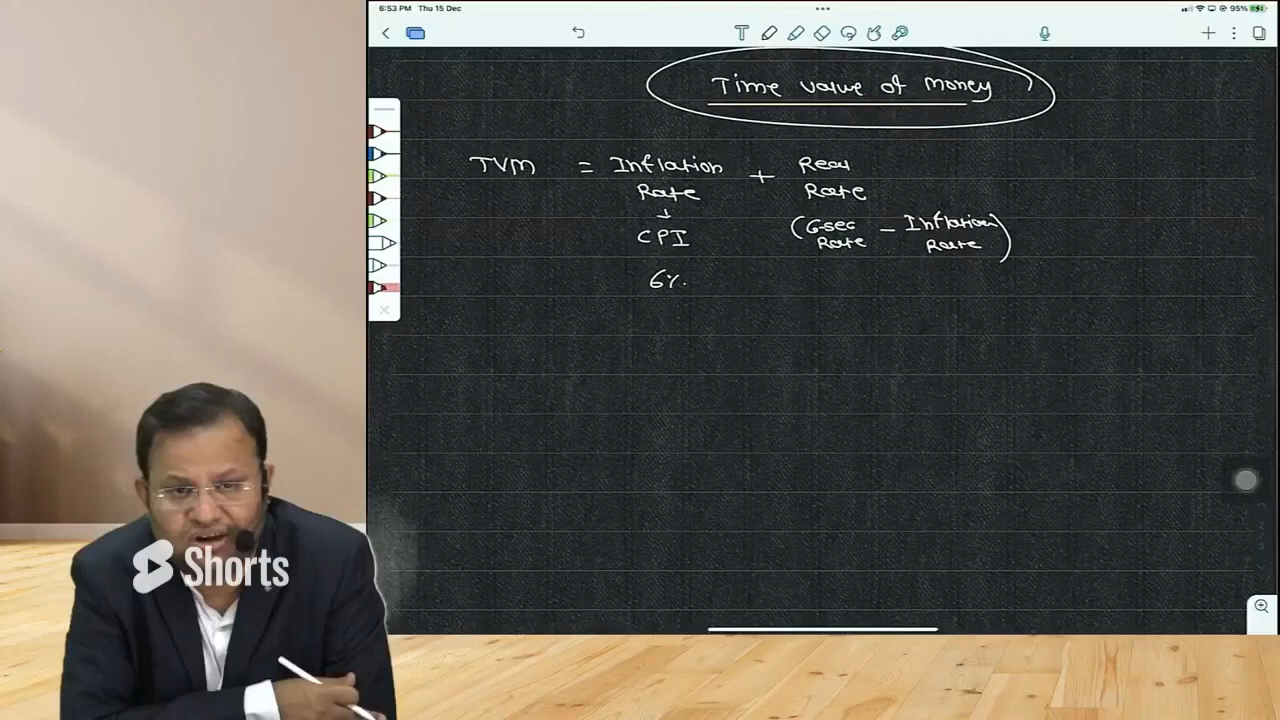 6:53 PM Thu 15 Dec
95%
Time value of money
TVM = Inflation + Real
Rate Rate
CPI (G-sec Rate - Inflation Rate)
6%.
Shorts